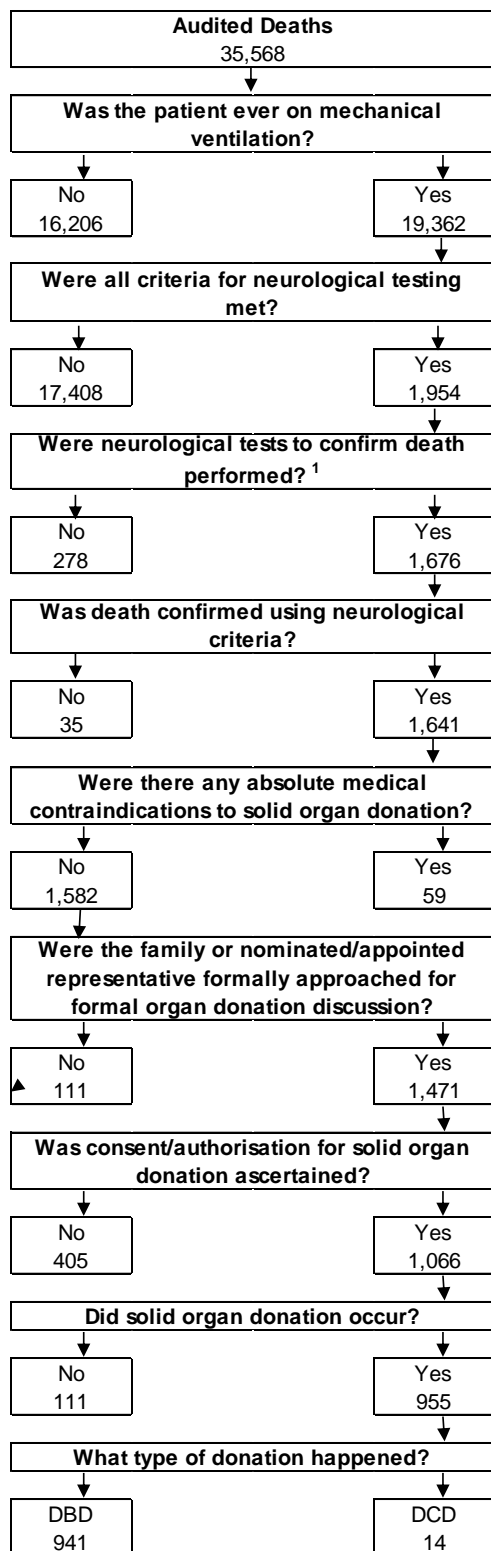 Audited Deaths
35,568
Was the patient ever on mechanical
ventilation?
No
16,206
Yes
19,362
Were all criteria for neurological testing
met?
No
17,408
Yes
1,954
Were neurological tests to confirm death
performed? 1
No
278
Yes
1,676
Was death confirmed using neurological
criteria?
No
35
Yes
1,641
Were there any absolute medical
contraindications to solid organ donation?
No
1,582
Yes
59
Were the family or nominated/appointed
representative formally approached for
formal organ donation discussion?
No
111
Yes
1,471
Was consent/authorisation for solid organ
donation ascertained?
No
405
Yes
1,066
Did solid organ donation occur?
No
111
Yes
955
What type of donation happened?
DBD
941
DCD
14